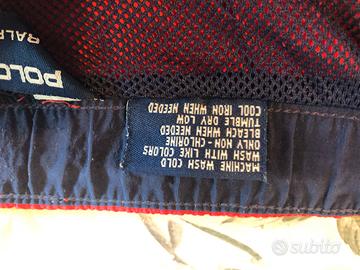 POLO
RALP
MACHINE WASH COLD
WASH WITH LIKE COLORS
ONLY NON-CHLORINE
BLEACH WHEN NEEDED
TUMBLE DRY LOW
COOL IRON WHEN NEEDED
subito